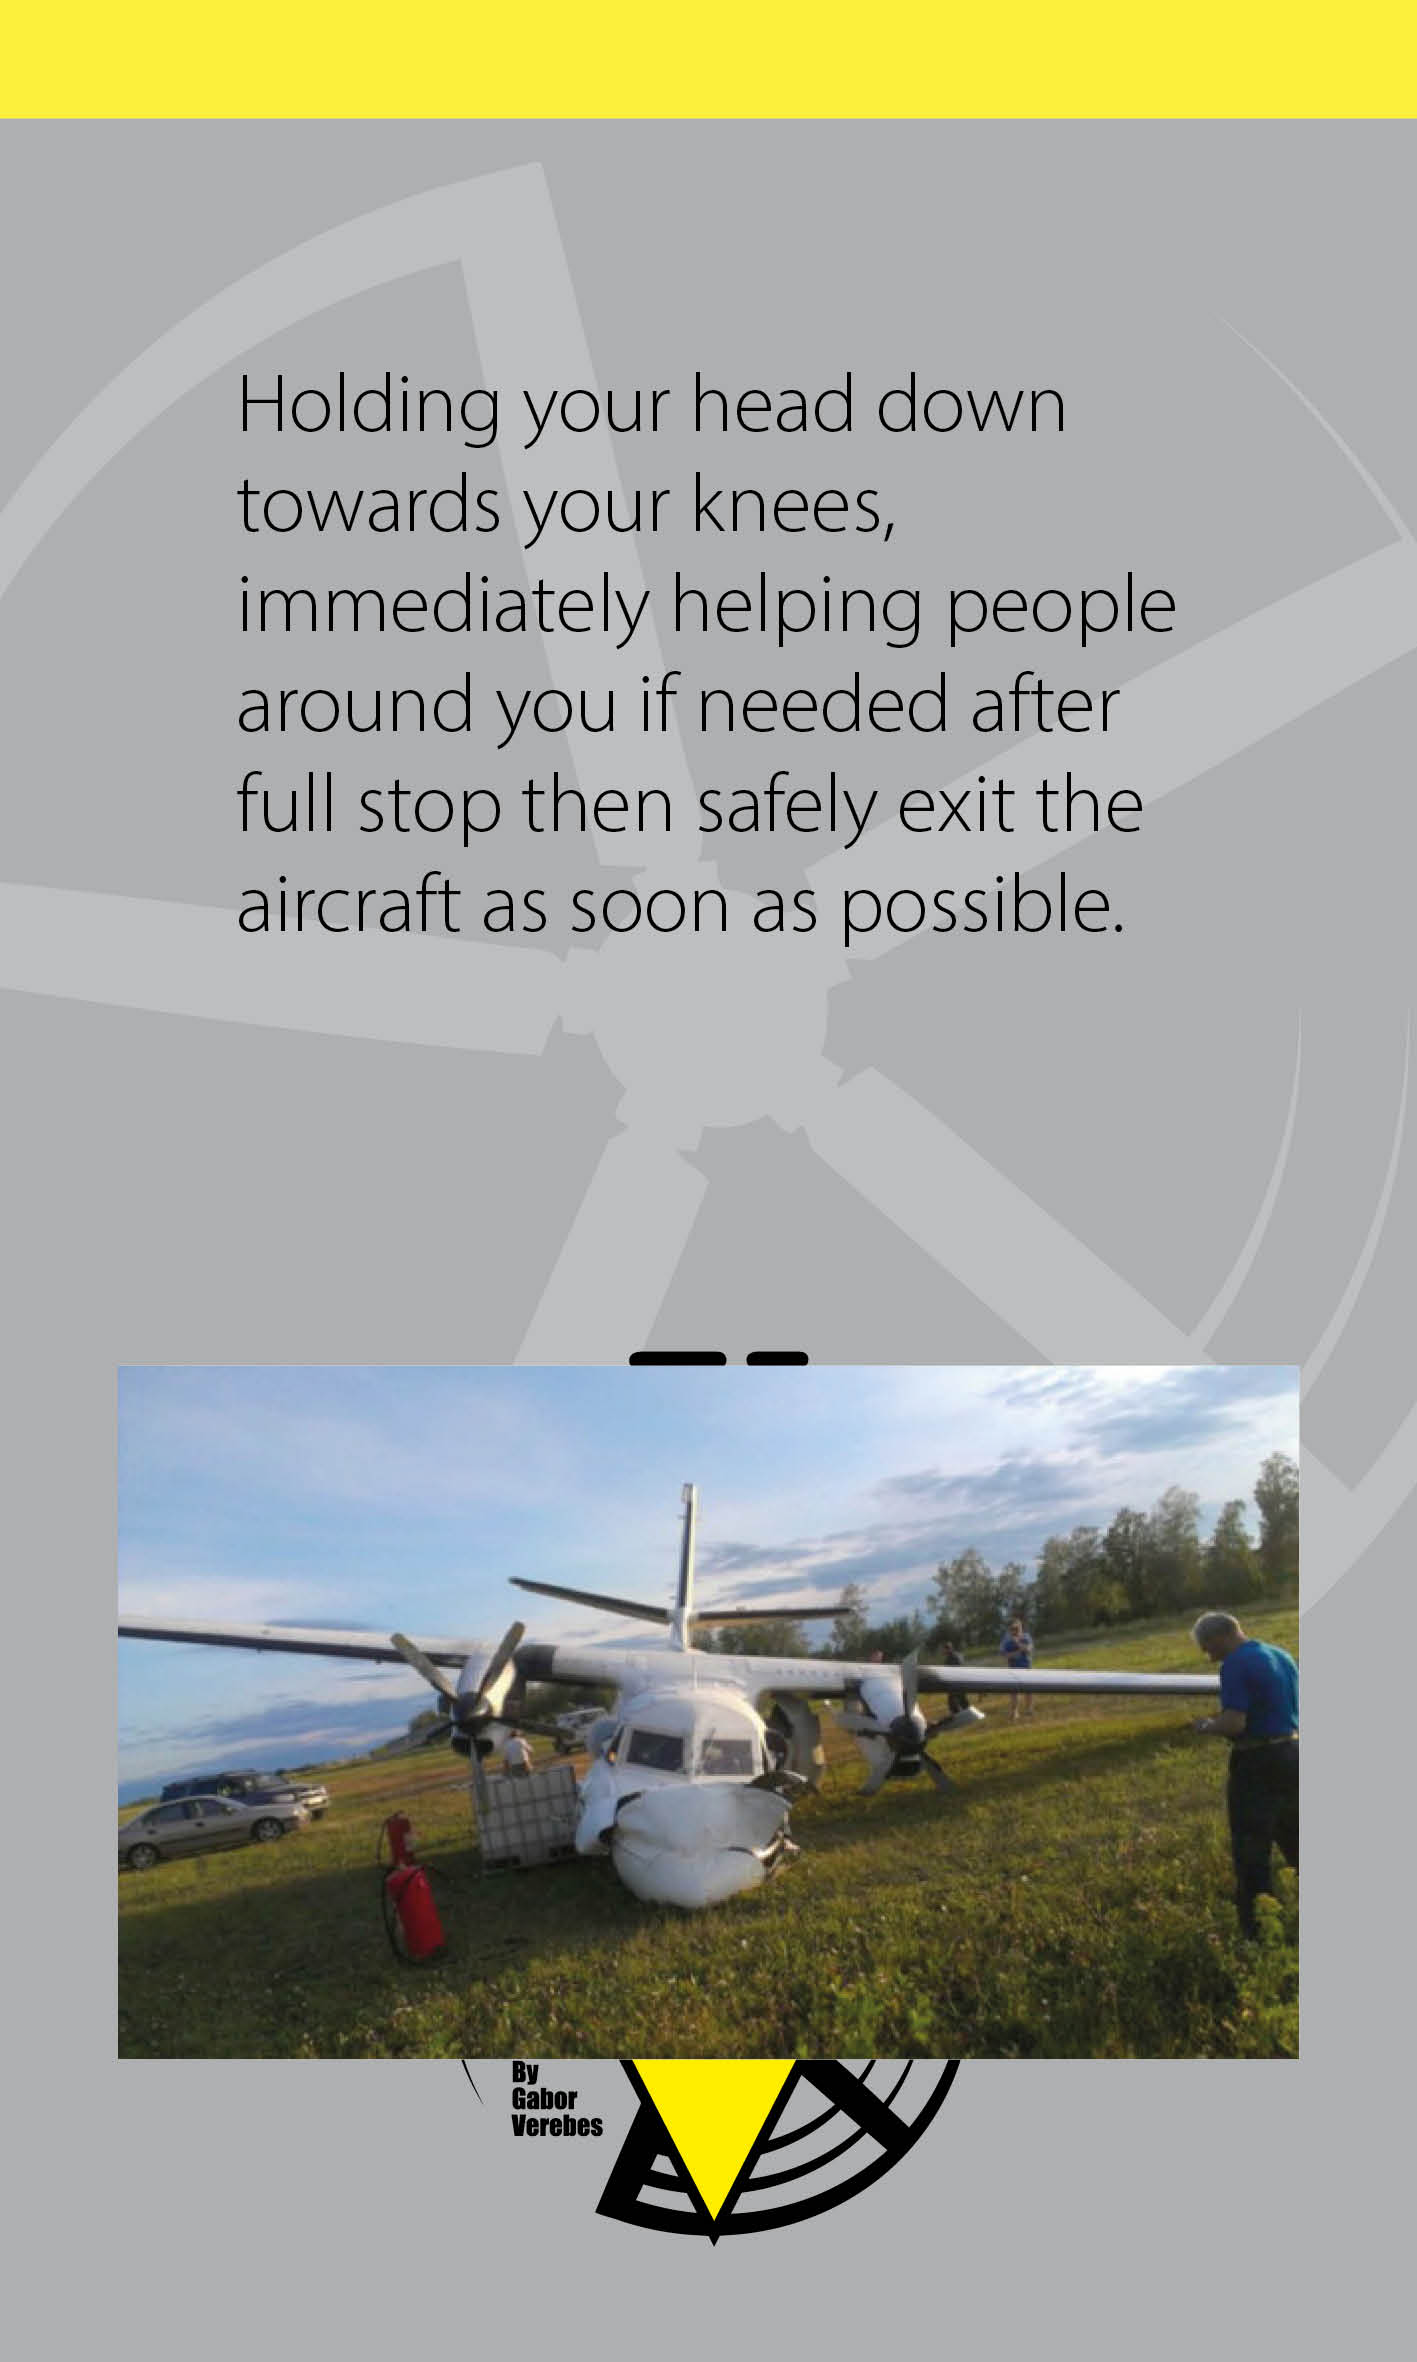 Holding your head down
towards your knees,
immediately helping people
around you if needed after
full stop then safely exit the
aircraft as soon as possible.
By
Gabor
Verebes